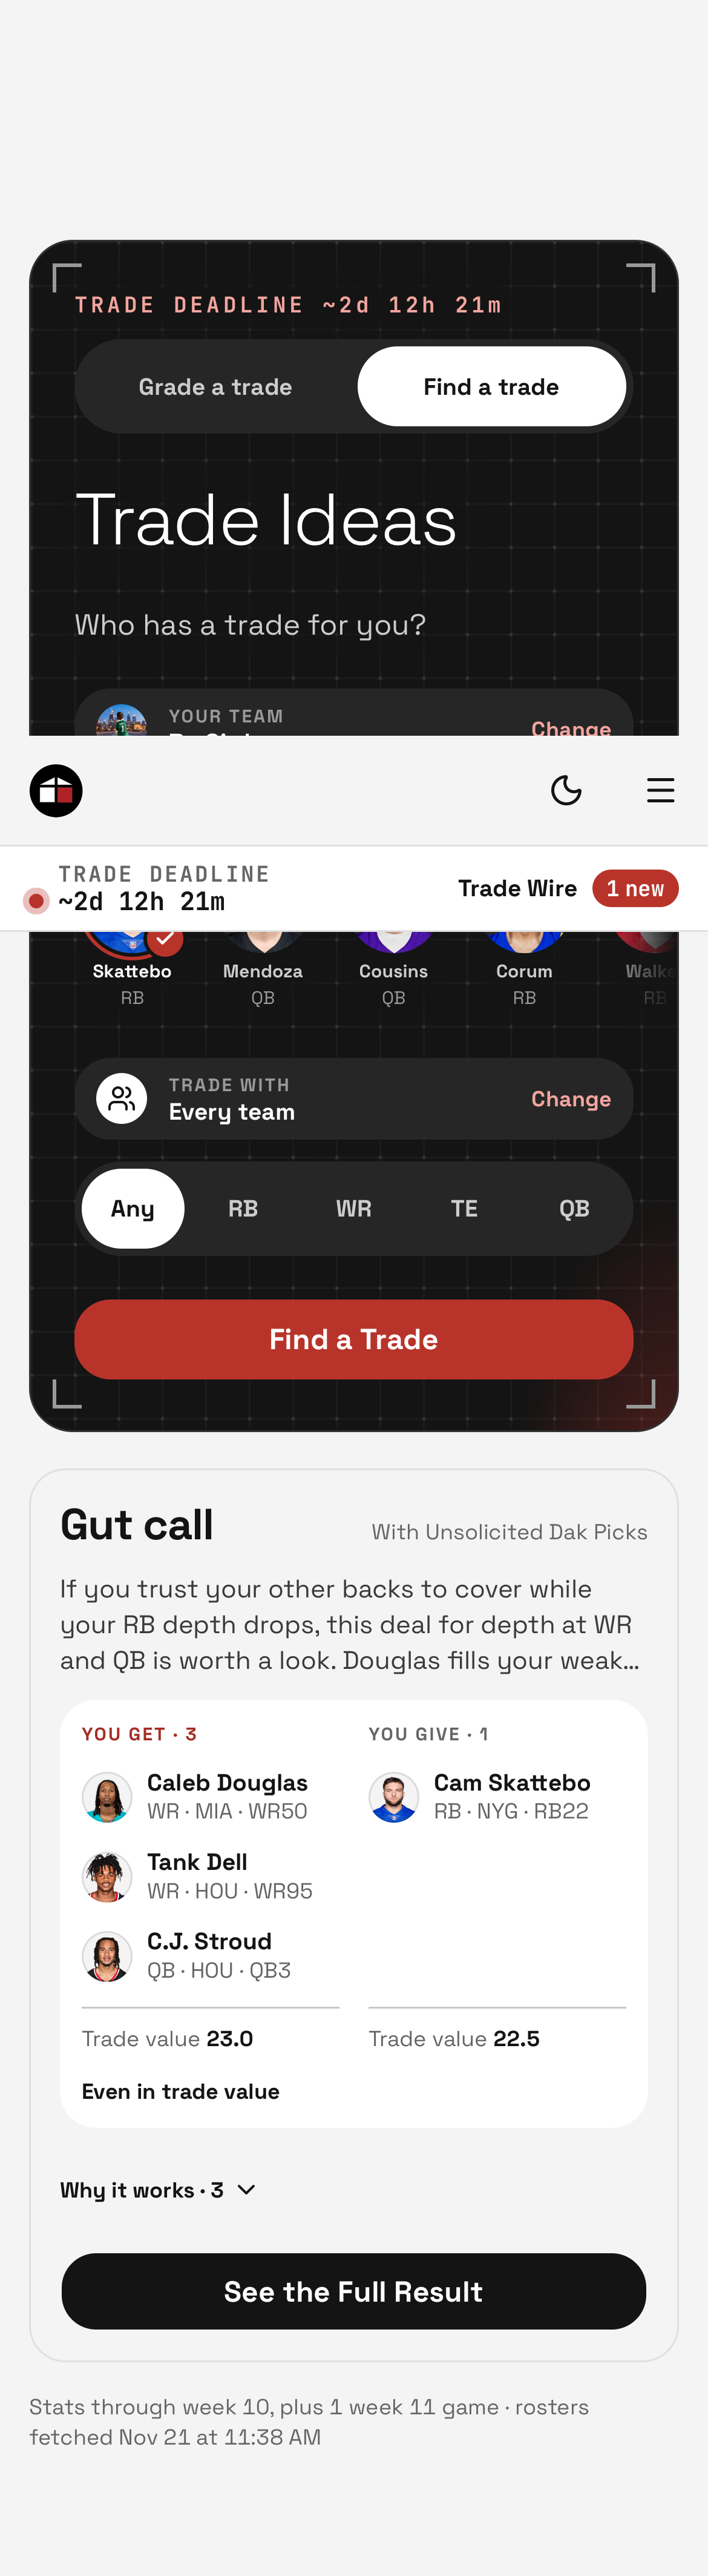 TRADE DEADLINE ~2d 12h 21m
Grade a trade
Find a trade
Trade Ideas
Who has a trade for you?
YOUR TEAM
Change
TRADE DEADLINE
~2d 12h 21m
Trade Wire
1 new
Skattebo
RB
Mendoza
QB
Cousins
QB
Corum
RB
RB
TRADE WITH
Every team
Change
Any
RB
WR
TE
QB
Find a Trade
Gut call
With Unsolicited Dak Picks
If you trust your other backs to cover while
your RB depth drops, this deal for depth at WR
and QB is worth a look. Douglas fills your weak...
YOU GET · 3
Caleb Douglas
WR · MIA · WR50
Tank Dell
WR · HOU · WR95
C.J. Stroud
QB · HOU · QB3
Trade value 23.0
YOU GIVE · 1
Cam Skattebo
RB · NYG · RB22
Trade value 22.5
Even in trade value
Why it works · 3
See the Full Result
Stats through week 10, plus 1 week 11 game · rosters
fetched Nov 21 at 11:38 AM